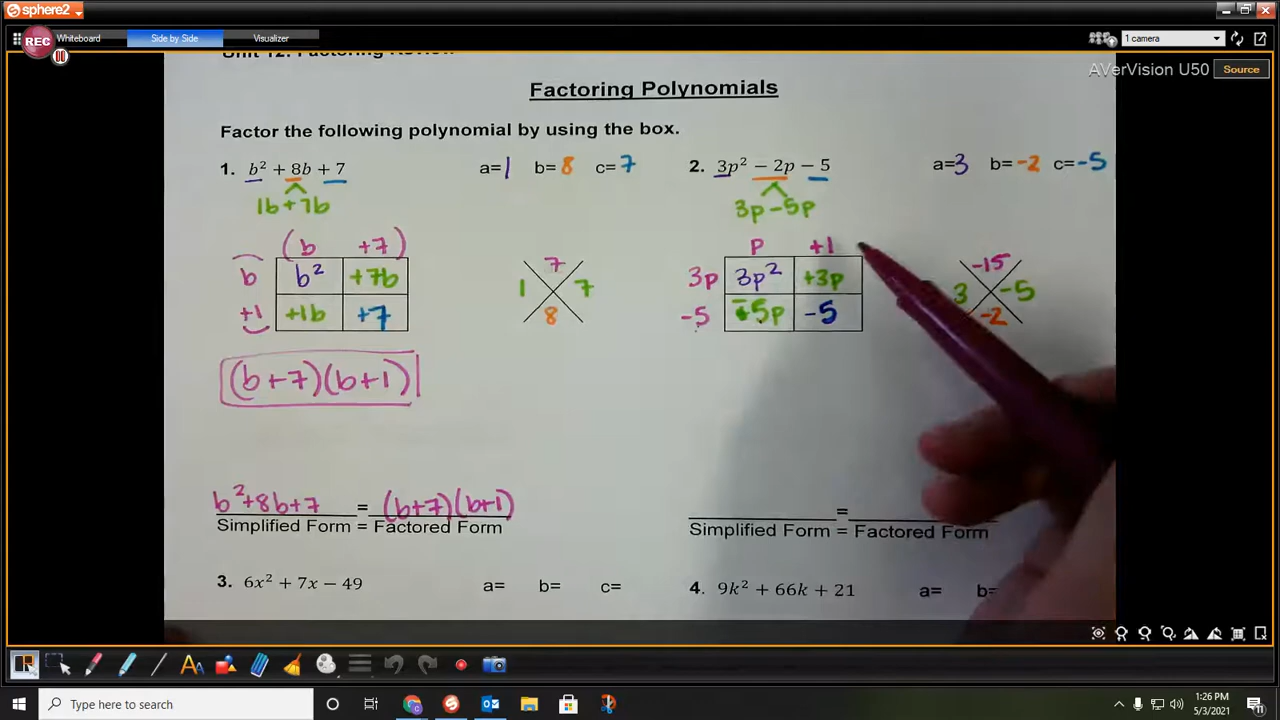 sphere2
REC
Whiteboard
Side by Side
Visualizer
1 camera
AVerVision U50
Source
Unit 12: Factoring Review
Factoring Polynomials
Factor the following polynomial by using the box.
1. b² + 8b + 7 a=1 b=8 c=7
1b+7b
(b +7)
b b² +7b
+1 +1b +7
7
1 7
8
(b+7)(b+1)
b²+8b+7 = (b+7)(b+1)
Simplified Form = Factored Form
2. 3p² − 2p − 5 a=3 b=-2 c=-5
3p-5p
p +1
3p 3p² +3p
-5 -5p -5
-15
3 -5
-2
=
Simplified Form = Factored Form
3. 6x² + 7x − 49 a= b= c=
4. 9k² + 66k + 21 a= b=
Type here to search
1:26 PM
5/3/2021